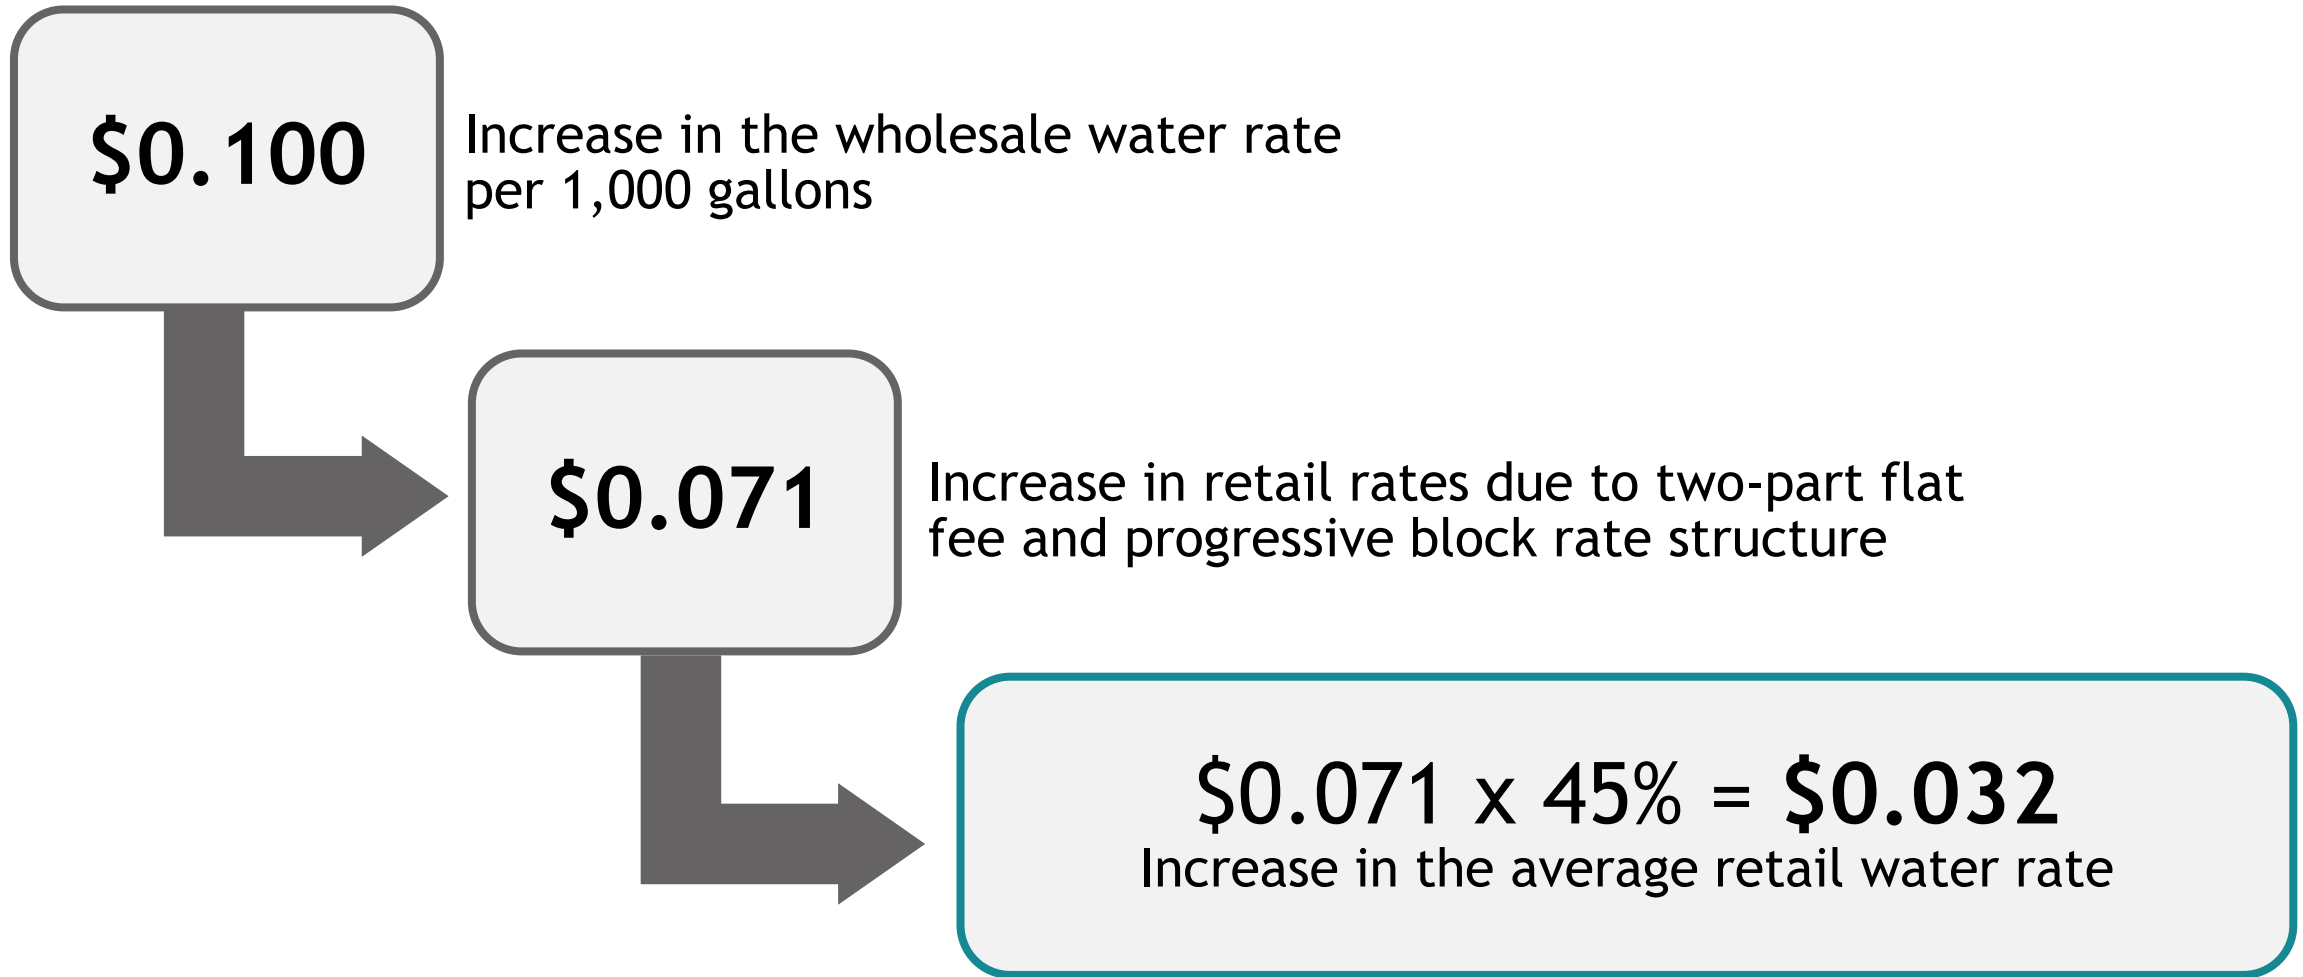 $0.100
Increase in the wholesale water rate
per 1,000 gallons
$0.071
Increase in retail rates due to two-part flat
fee and progressive block rate structure
$0.071 x 45% = $0.032
Increase in the average retail water rate